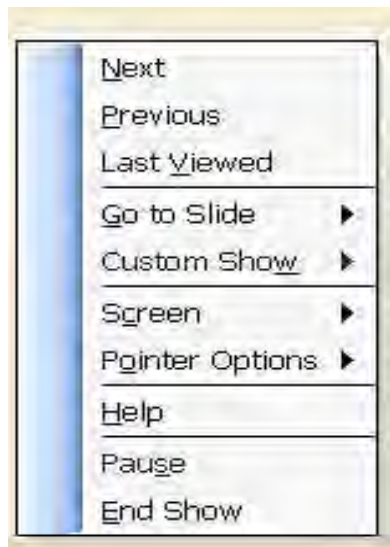 Next
Previous
Last Viewed
Go to Slide
Custom Show
Screen
Pointer Options
Help
Pause
End Show